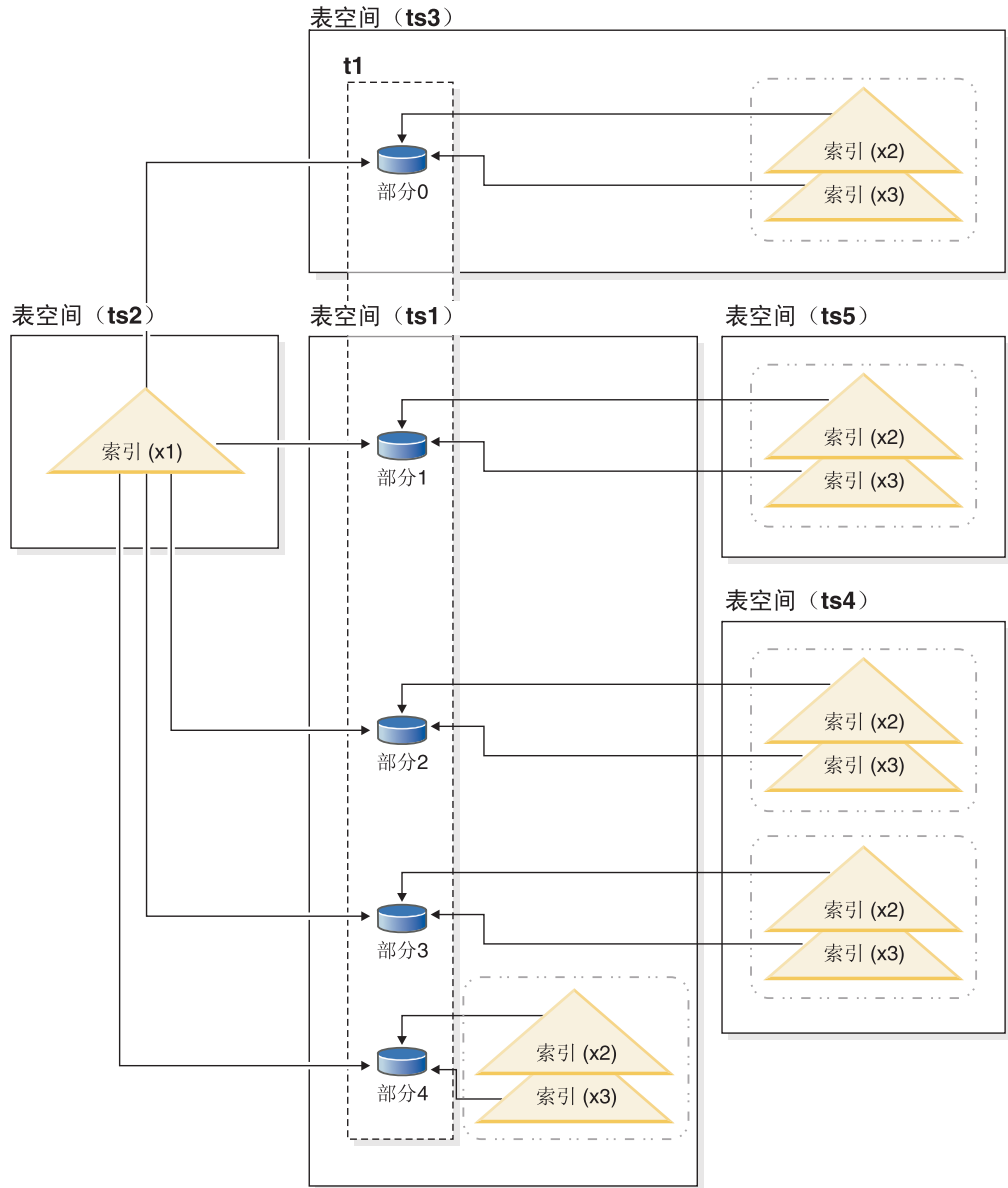 表空间（ts3）
t1
部分0
索引 (x2)
索引 (x3)
表空间（ts2）
索引 (x1)
表空间（ts1）
部分1
表空间（ts5）
索引 (x2)
索引 (x3)
表空间（ts4）
部分2
索引 (x2)
索引 (x3)
部分3
索引 (x2)
索引 (x3)
部分4
索引 (x2)
索引 (x3)